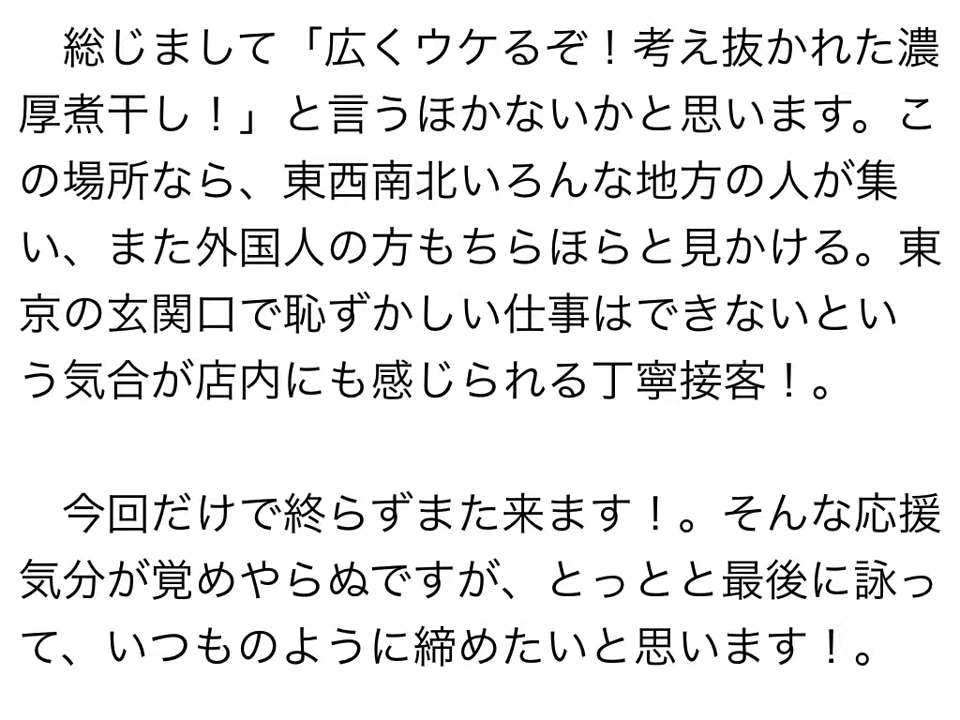 総じまして「広くウケるぞ！考え抜かれた濃
厚煮干し！」と言うほかないかと思います。こ
の場所なら、東西南北いろんな地方の人が集
い、また外国人の方もちらほらと見かける。東
京の玄関口で恥ずかしい仕事はできないとい
う気合が店内にも感じられる丁寧接客！。
　今回だけで終らずまた来ます！。そんな応援
気分が覚めやらぬですが、とっとと最後に詠っ
て、いつものように締めたいと思います！。